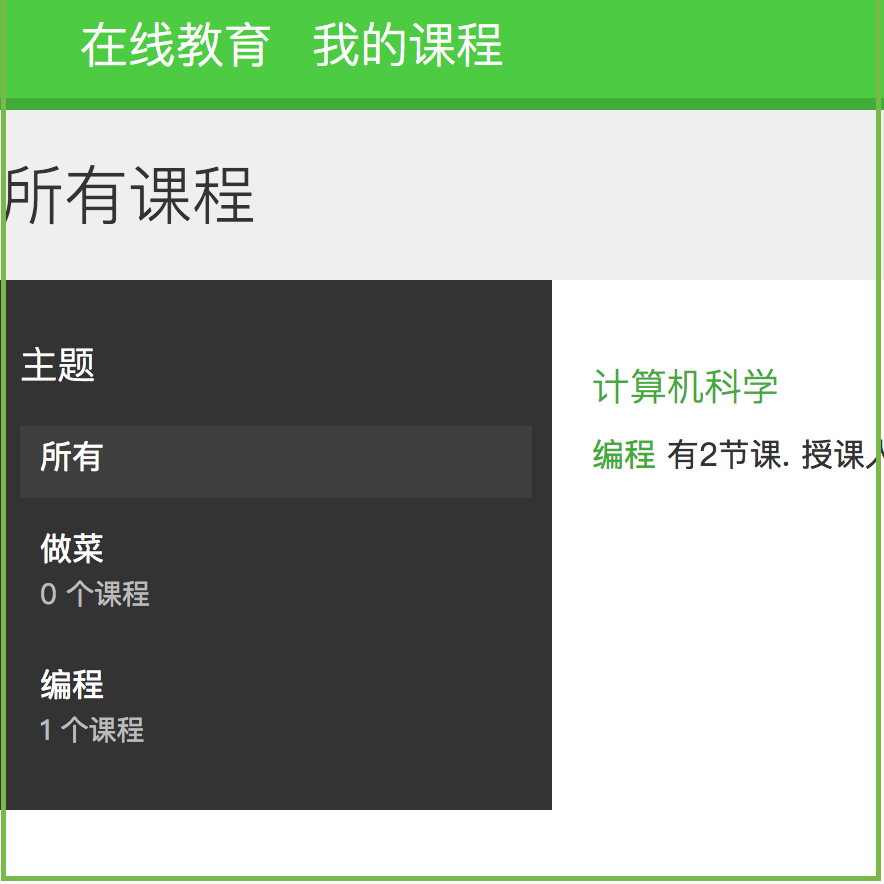 在线教育 我的课程
所有课程
主题
所有
做菜
0 个课程
编程
1 个课程
计算机科学
编程 有2节课. 授课人